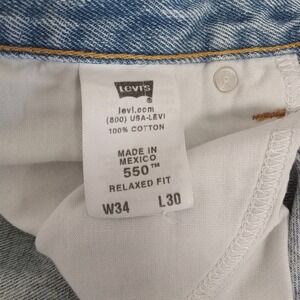 LEVI'S
®
levi.com
(800) USA-LEVI
100% COTTON
MADE IN
MEXICO
550™
RELAXED FIT
W34 L30